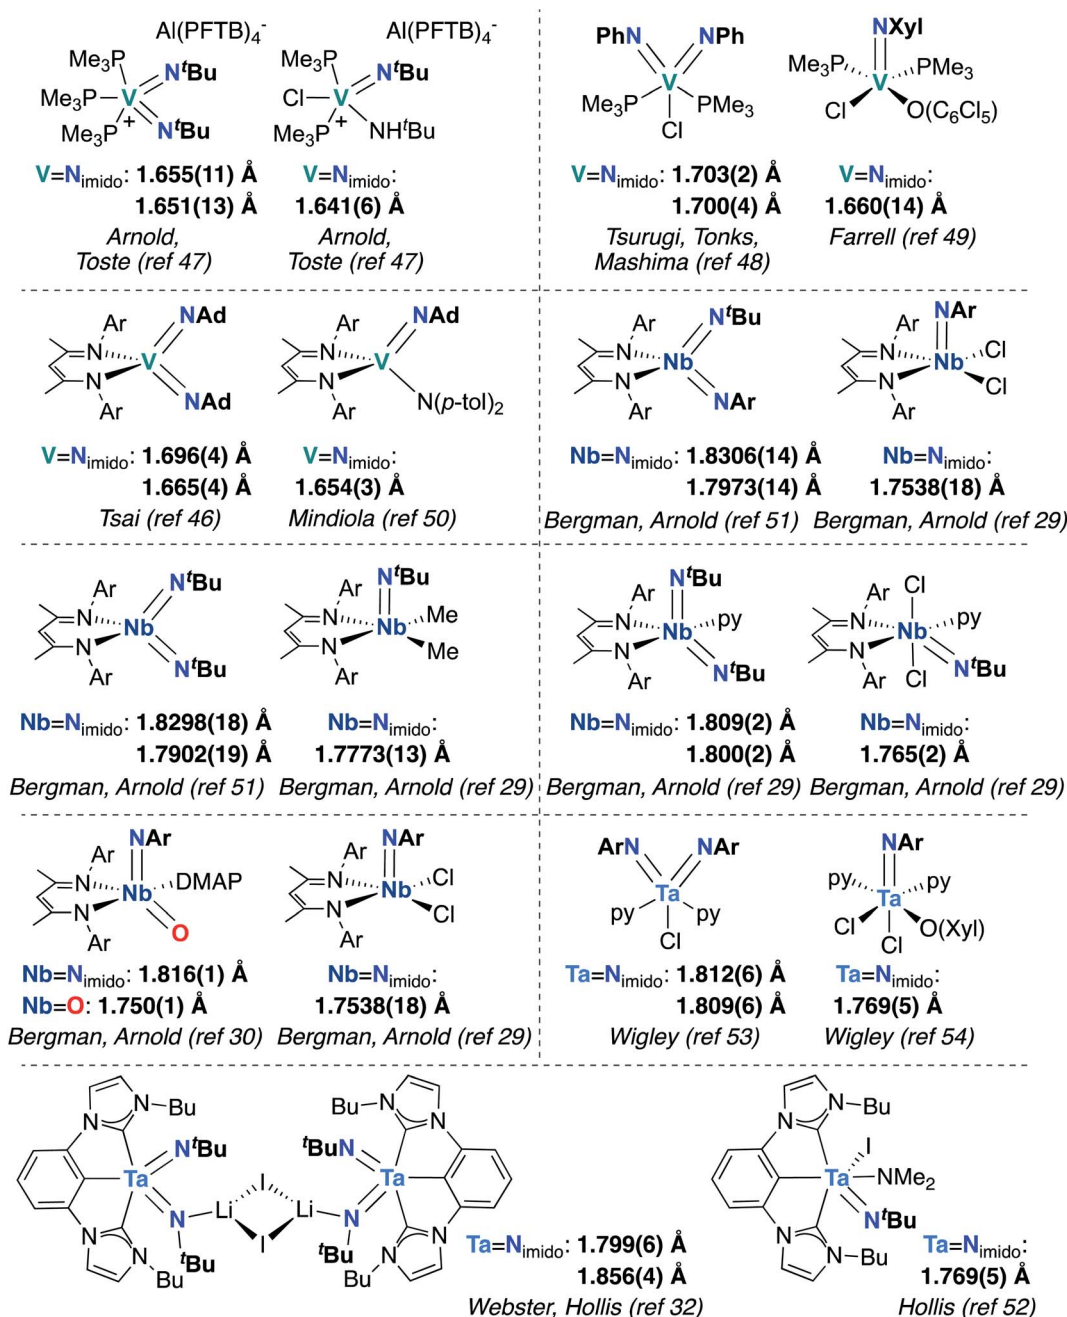 Al(PFTB)4- Al(PFTB)4-
Me3P Me3P Me3P V + NtBu NtBu
Me3P Cl Me3P V + NtBu NHtBu
V=Nimido: 1.655(11) Å
1.651(13) Å
Arnold,
Toste (ref 47)
V=Nimido:
1.641(6) Å
Arnold,
Toste (ref 47)
PhN NPh V Me3P PMe3 Cl
V=Nimido: 1.703(2) Å
1.700(4) Å
Tsurugi, Tonks,
Mashima (ref 48)
NXyl Me3P V PMe3 Cl O(C6Cl5)
V=Nimido:
1.660(14) Å
Farrell (ref 49)
Ar N N Ar V NAd NAd
V=Nimido: 1.696(4) Å
1.665(4) Å
Tsai (ref 46)
Ar N N Ar V NAd N(p-tol)2
V=Nimido:
1.654(3) Å
Mindiola (ref 50)
Ar N N Ar Nb NtBu NAr
Nb=Nimido: 1.8306(14) Å
1.7973(14) Å
Bergman, Arnold (ref 51)
Ar N N Ar Nb NAr Cl Cl
Nb=Nimido:
1.7538(18) Å
Bergman, Arnold (ref 29)
Ar N N Ar Nb NtBu NtBu
Nb=Nimido: 1.8298(18) Å
1.7902(19) Å
Bergman, Arnold (ref 51)
Ar N N Ar Nb NtBu Me Me
Nb=Nimido:
1.7773(13) Å
Bergman, Arnold (ref 29)
Ar N N Ar Nb NtBu py NtBu
Nb=Nimido: 1.809(2) Å
1.800(2) Å
Bergman, Arnold (ref 29)
Ar N N Ar Nb Cl py NtBu Cl
Nb=Nimido:
1.765(2) Å
Bergman, Arnold (ref 29)
Ar N N Ar Nb NAr DMAP O
Nb=Nimido: 1.816(1) Å
Nb=O: 1.750(1) Å
Bergman, Arnold (ref 30)
Ar N N Ar Nb NAr Cl Cl
Nb=Nimido:
1.7538(18) Å
Bergman, Arnold (ref 29)
ArN NAr Ta py py Cl
Ta=Nimido: 1.812(6) Å
1.809(6) Å
Wigley (ref 53)
NAr py Ta py Cl Cl O(Xyl)
Ta=Nimido:
1.769(5) Å
Wigley (ref 54)
N N Bu Ta NtBu N tBu N N Bu Li I I Li
Bu N N tBuN Ta N tBu N N Bu
Ta=Nimido: 1.799(6) Å
1.856(4) Å
Webster, Hollis (ref 32)
N N Bu Ta I NMe2 NtBu N N Bu
Ta=Nimido:
1.769(5) Å
Hollis (ref 52)